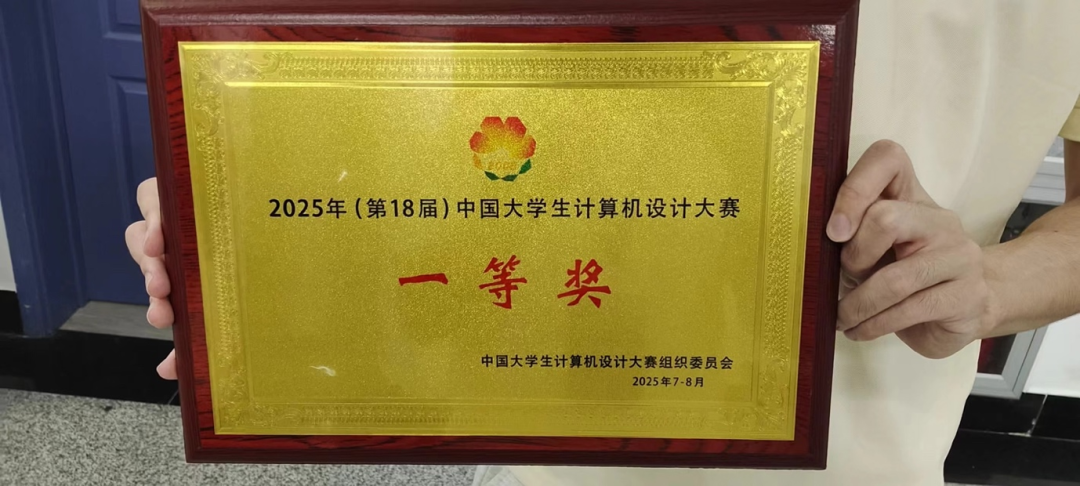 2025年（第18届）中国大学生计算机设计大赛
一等奖
中国大学生计算机设计大赛组织委员会
2025年7-8月